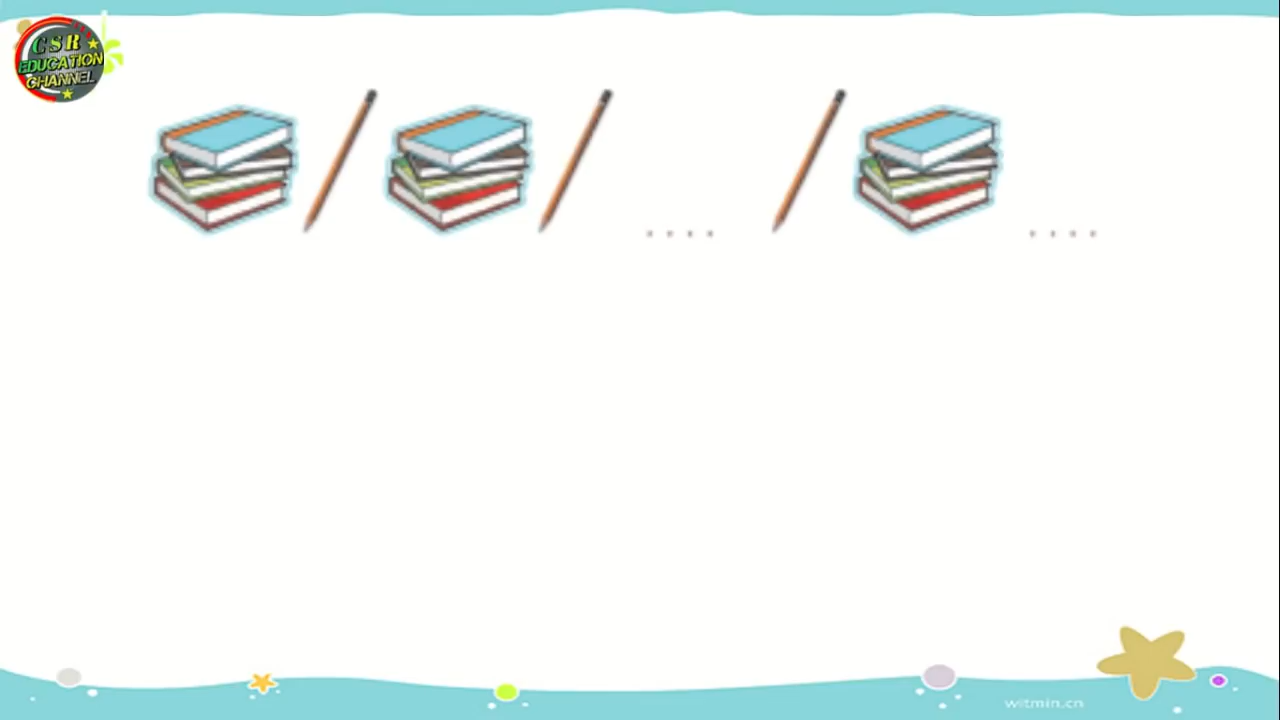 CSR
EDUCATION
CHANNEL
.... ....
witmin.cn